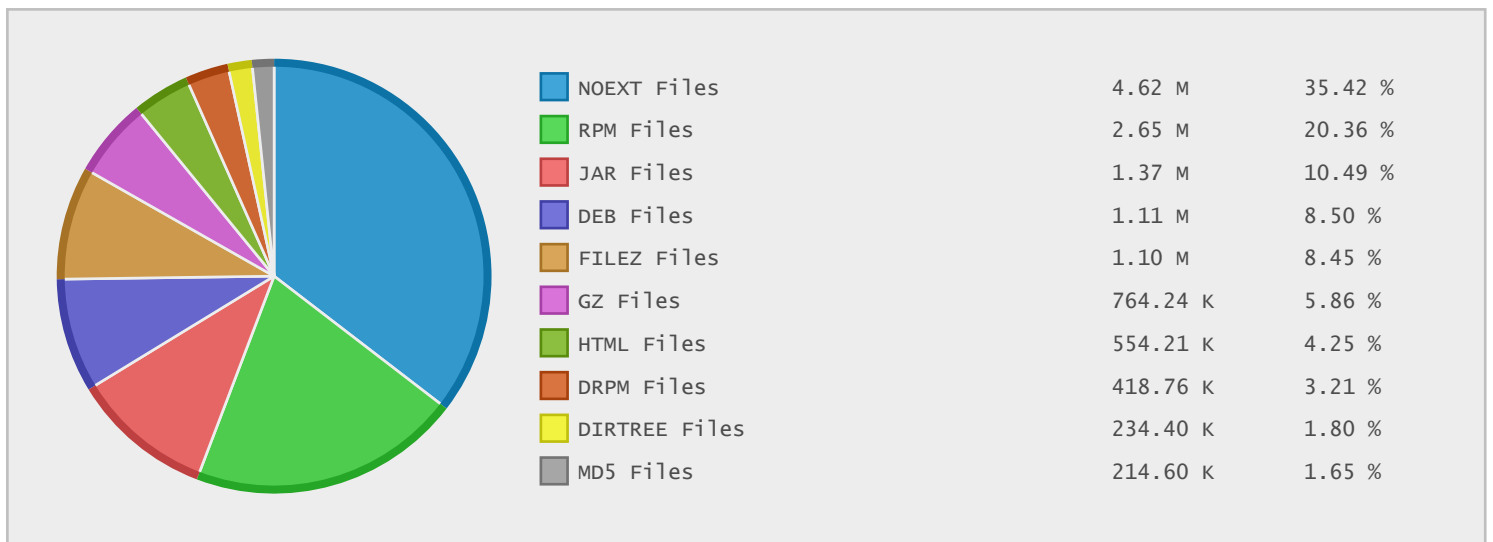 NOEXT Files 4.62 M 35.42 %
RPM Files 2.65 M 20.36 %
JAR Files 1.37 M 10.49 %
DEB Files 1.11 M 8.50 %
FILEZ Files 1.10 M 8.45 %
GZ Files 764.24 K 5.86 %
HTML Files 554.21 K 4.25 %
DRPM Files 418.76 K 3.21 %
DIRTREE Files 234.40 K 1.80 %
MD5 Files 214.60 K 1.65 %